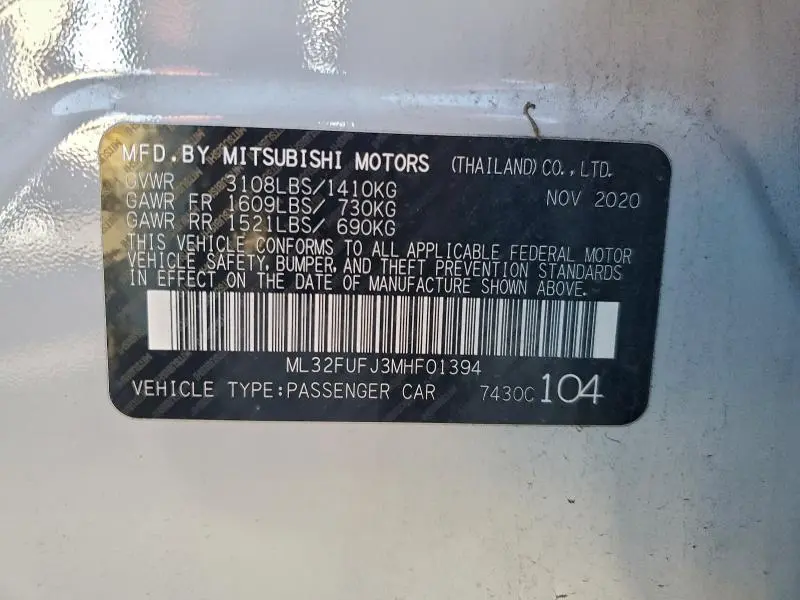 MFD.BY MITSUBISHI MOTORS (THAILAND)CO.,LTD.
GVWR 3108LBS/1410KG NOV 2020
GAWR FR 1609LBS/ 730KG
GAWR RR 1521LBS/ 690KG
THIS VEHICLE CONFORMS TO ALL APPLICABLE FEDERAL MOTOR
VEHICLE SAFETY, BUMPER, AND THEFT PREVENTION STANDARDS
IN EFFECT ON THE DATE OF MANUFACTURE SHOWN ABOVE.
ML32FUFJ3MHF01394
VEHICLE TYPE:PASSENGER CAR 7430C 104